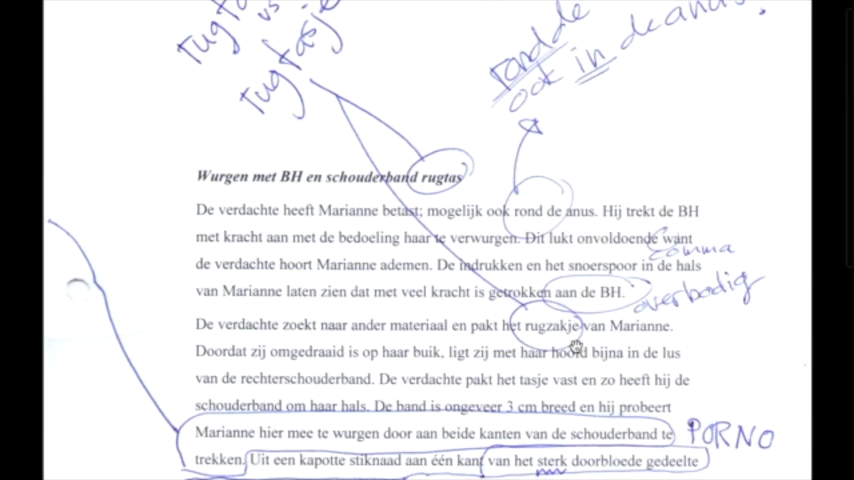 rugtas
vs
rugtasje
rond de
ook in de anus?
Wurgen met BH en schouderband rugtas
De verdachte heeft Marianne betast; mogelijk ook rond de anus. Hij trekt de BH
met kracht aan met de bedoeling haar te verwurgen. Dit lukt onvoldoende want
comma
de verdachte hoort Marianne ademen. De indrukken en het snoerspoor in de hals
van Marianne laten zien dat met veel kracht is getrokken aan de BH.
overbodig
De verdachte zoekt naar ander materiaal en pakt het rugzakje van Marianne.
Doordat zij omgedraaid is op haar buik, ligt zij met haar hoofd bijna in de lus
van de rechterschouderband. De verdachte pakt het tasje vast en zo heeft hij de
schouderband om haar hals. De band is ongeveer 3 cm breed en hij probeert
Marianne hier mee te wurgen door aan beide kanten van de schouderband te
PORNO
trekken. Uit een kapotte stiknaad aan één kant van het sterk doorbloede gedeelte